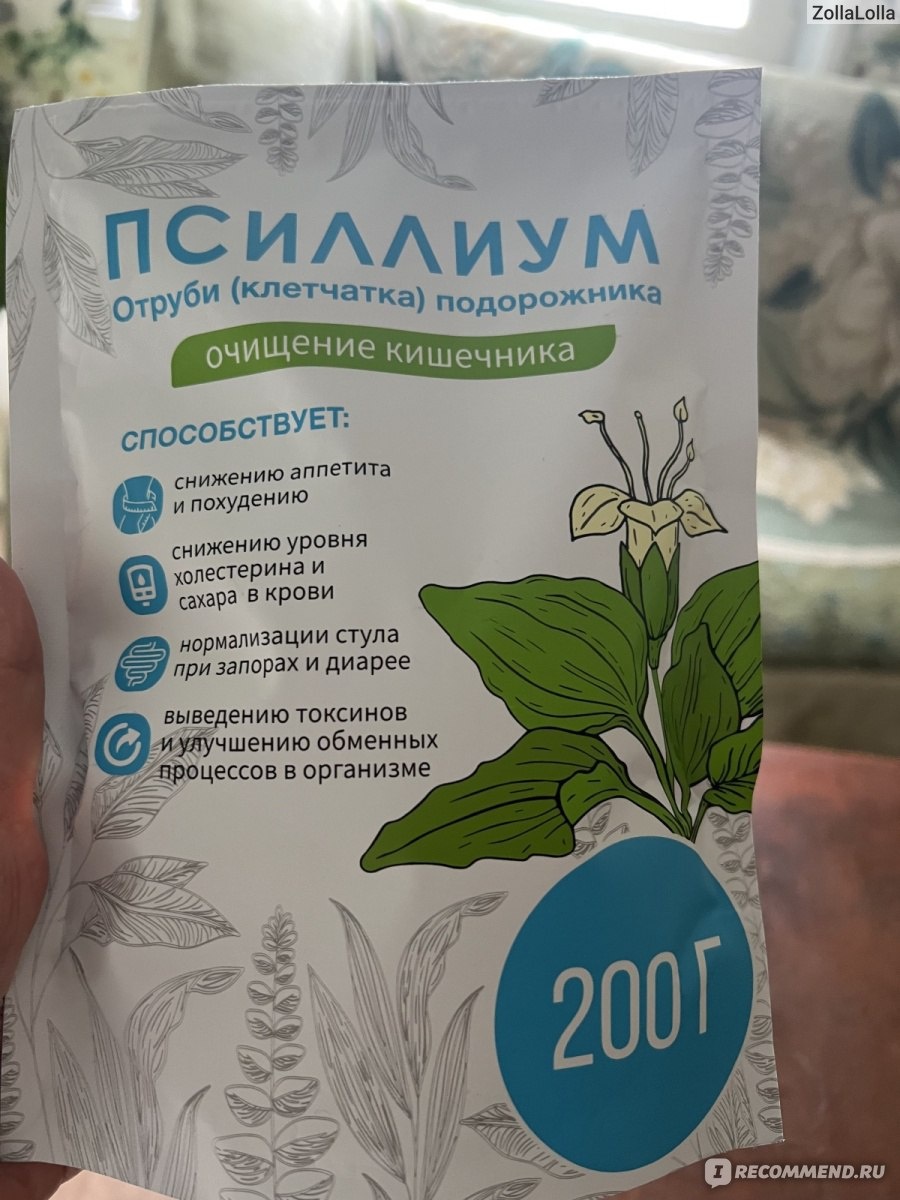 ZollaLolla
ПСИЛЛИУМ
Отруби (клетчатка) подорожника
очищение кишечника
СПОСОБСТВУЕТ:
снижению аппетита
и похудению
снижению уровня
холестерина и
сахара в крови
нормализации стула
при запорах и диарее
выведению токсинов
и улучшению обменных
процессов в организме
200 Г
I RECOMMEND.RU